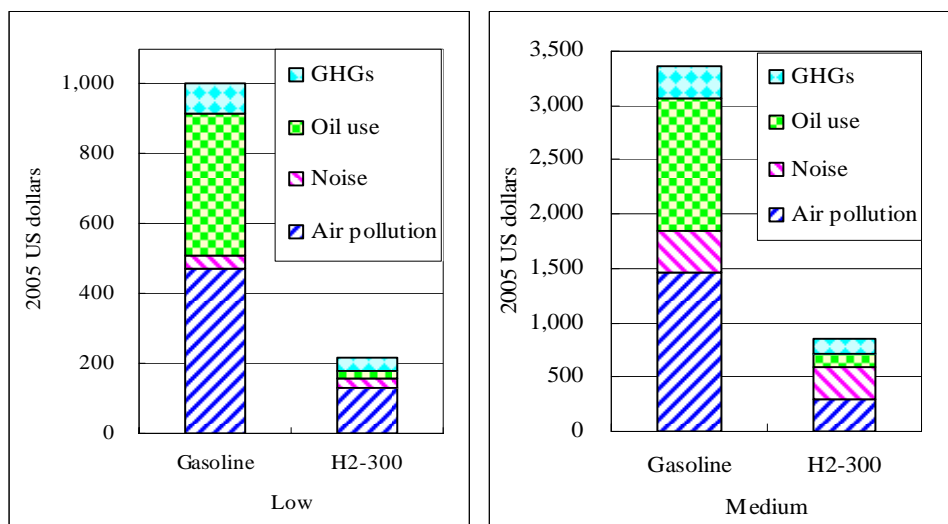 2005 US dollars
1,000
800
600
400
200
0
GHGs
Oil use
Noise
Air pollution
Gasoline
H2-300
Low
2005 US dollars
3,500
3,000
2,500
2,000
1,500
1,000
500
0
GHGs
Oil use
Noise
Air pollution
Gasoline
H2-300
Medium